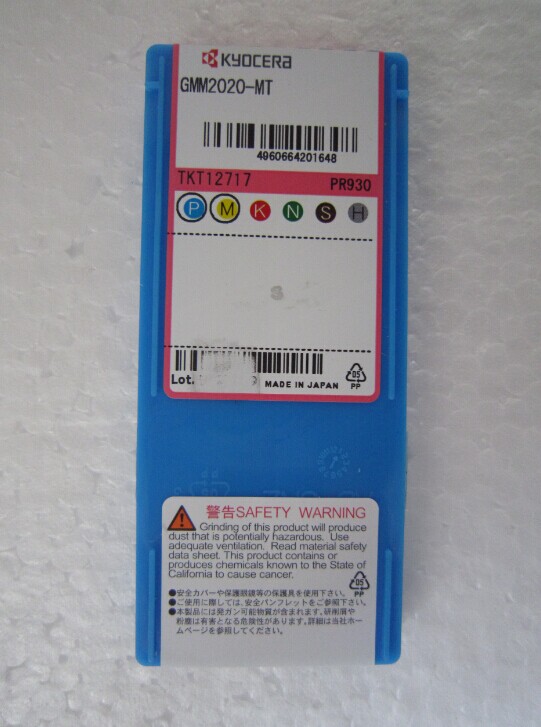 KYOCERA
GMM2020-MT
4960664201648
TKT12717 PR930
P M K N S H
Lot. 9 MADE IN JAPAN
05
PP
警告SAFETY WARNING
Grinding of this product will produce
dust that is potentially hazardous. Use
adequate ventilation. Read material safety
data sheet. This product contains or
produces chemicals known to the State of
California to cause cancer.
05
PP
●安全カバーや保護眼鏡等の保護具を使用下さい。
●ご使用に際しては、安全パンフレットをご参照下さい。
●本製品には発ガン可能物質が含まれます。研削屑や
粉塵は有害となる危険性があります。詳細は当社ホー
ムページを参照してください。